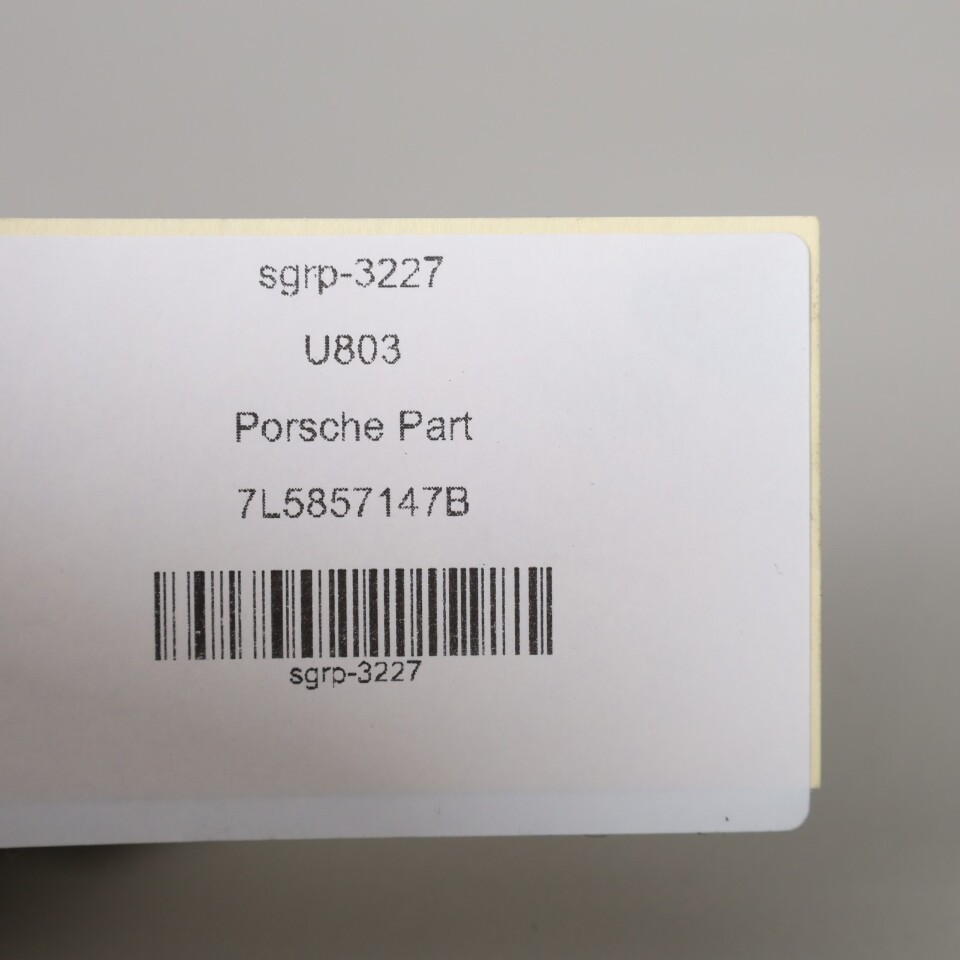 sgrp-3227
U803
Porsche Part
7L5857147B
sgrp-3227